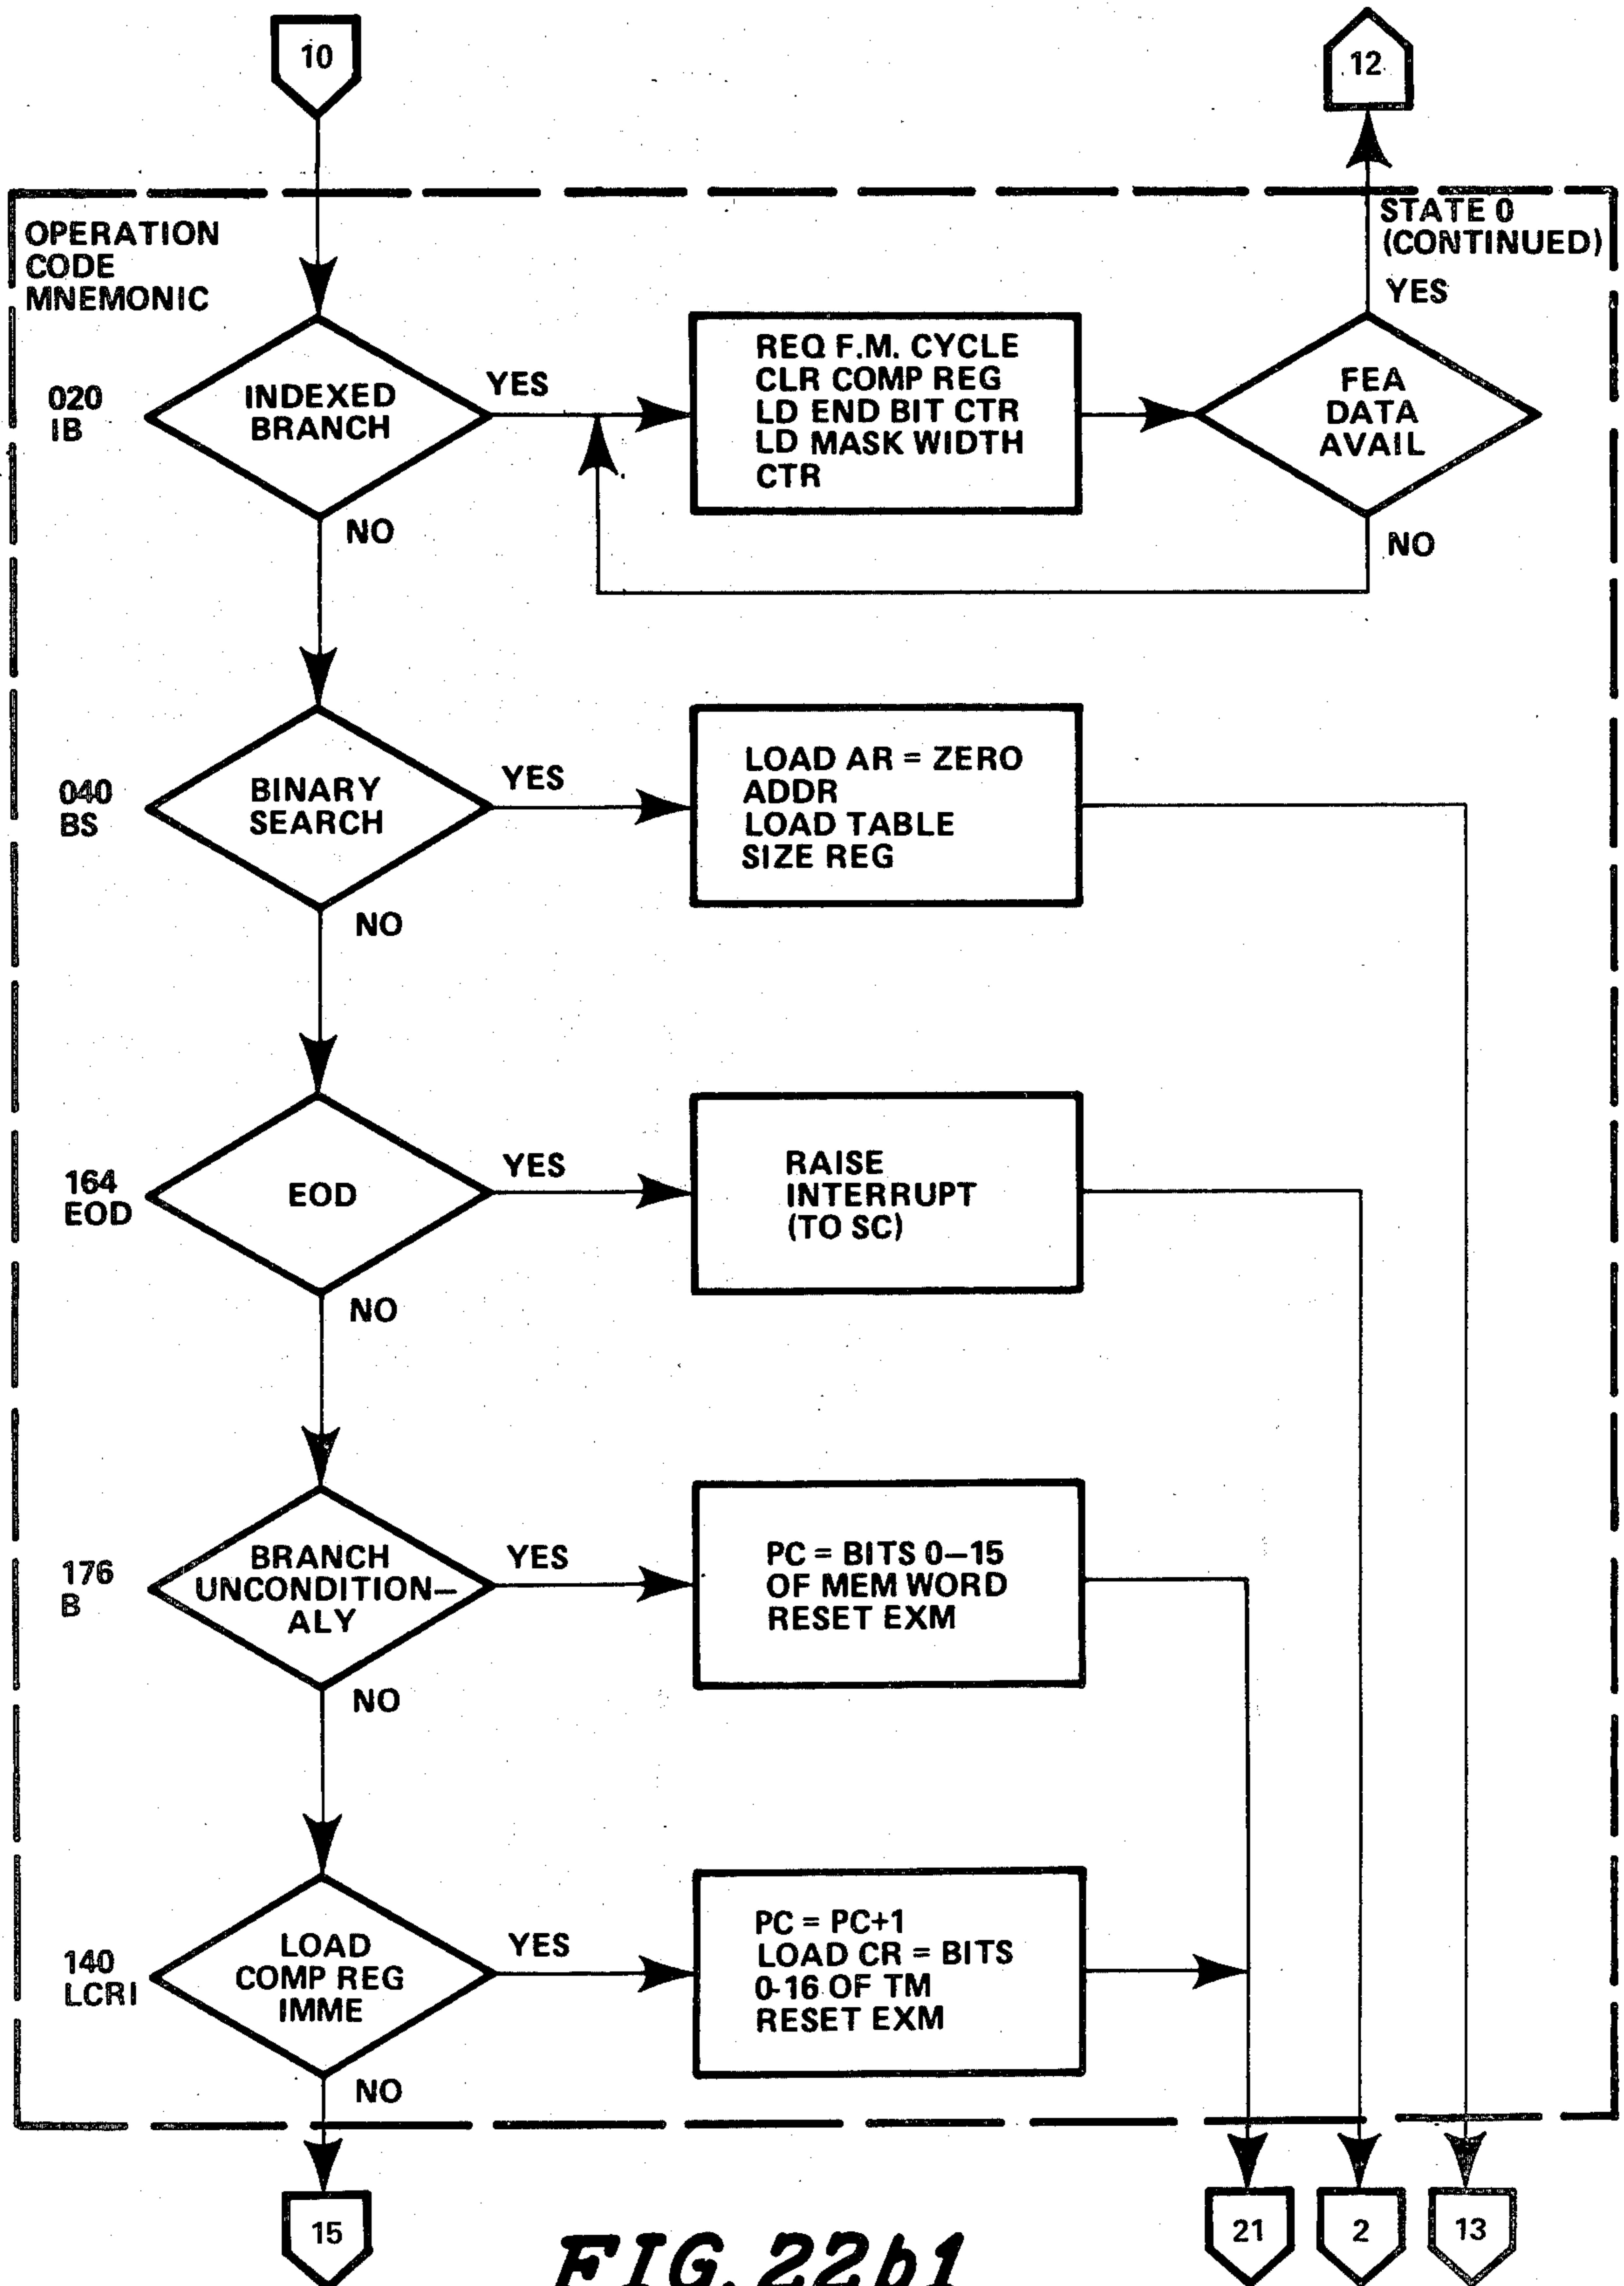 10
12
STATE 0
(CONTINUED)
OPERATION
CODE
MNEMONIC
YES
020
IB
INDEXED
BRANCH
YES
REQ F.M. CYCLE
CLR COMP REG
LD END BIT CTR
LD MASK WIDTH
CTR
FEA
DATA
AVAIL
NO
NO
040
BS
BINARY
SEARCH
YES
LOAD AR = ZERO
ADDR
LOAD TABLE
SIZE REG
NO
164
EOD
EOD
YES
RAISE
INTERRUPT
(TO SC)
NO
176
B
BRANCH
UNCONDITION–
ALY
YES
PC = BITS 0–15
OF MEM WORD
RESET EXM
NO
140
LCRI
LOAD
COMP REG
IMME
YES
PC = PC+1
LOAD CR = BITS
0-16 OF TM
RESET EXM
NO
15
21
2
13
FIG. 22b1